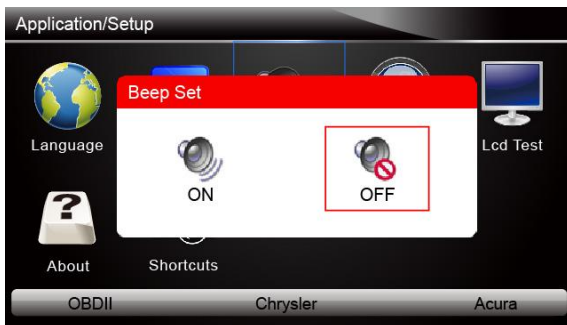 Application/Setup
Beep Set
Language
Lcd Test
ON
OFF
?
About
Shortcuts
OBDII
Chrysler
Acura